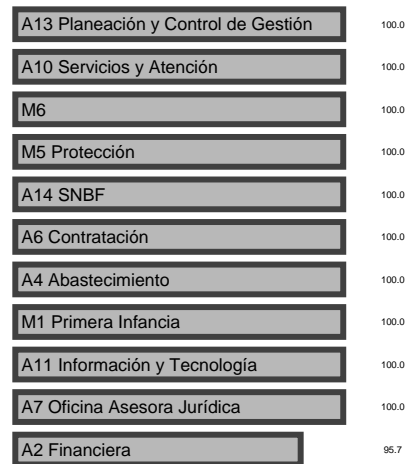 A13 Planeación y Control de Gestión 100.0
A10 Servicios y Atención 100.0
M6 100.0
M5 Protección 100.0
A14 SNBF 100.0
A6 Contratación 100.0
A4 Abastecimiento 100.0
M1 Primera Infancia 100.0
A11 Información y Tecnología 100.0
A7 Oficina Asesora Jurídica 100.0
A2 Financiera 95.7